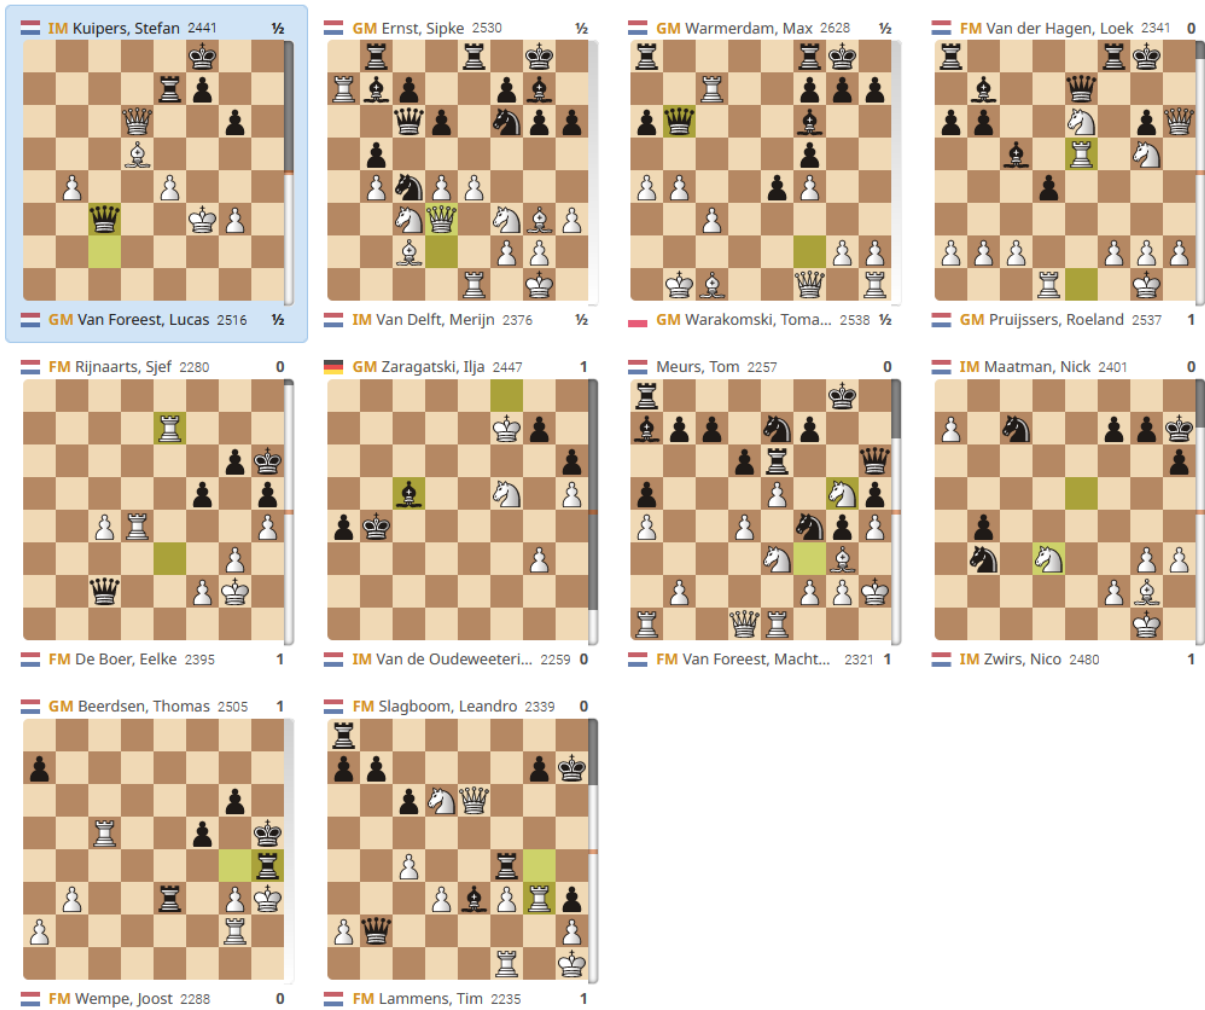 IM Kuipers, Stefan 2441 ½
GM Ernst, Sipke 2530 ½
GM Warmerdam, Max 2628 ½
FM Van der Hagen, Loek 2341 0
GM Van Foreest, Lucas 2516 ½
IM Van Delft, Merijn 2376 ½
GM Warakomski, Toma... 2538 ½
GM Pruijssers, Roeland 2537 1
FM Rijnaarts, Sjef 2280 0
GM Zaragatski, Ilja 2447 1
Meurs, Tom 2257 0
IM Maatman, Nick 2401 0
FM De Boer, Eelke 2395 1
IM Van de Oudeweeteri... 2259 0
FM Van Foreest, Macht... 2321 1
IM Zwirs, Nico 2480 1
GM Beerdsen, Thomas 2505 1
FM Slagboom, Leandro 2339 0
FM Wempe, Joost 2288 0
FM Lammens, Tim 2235 1